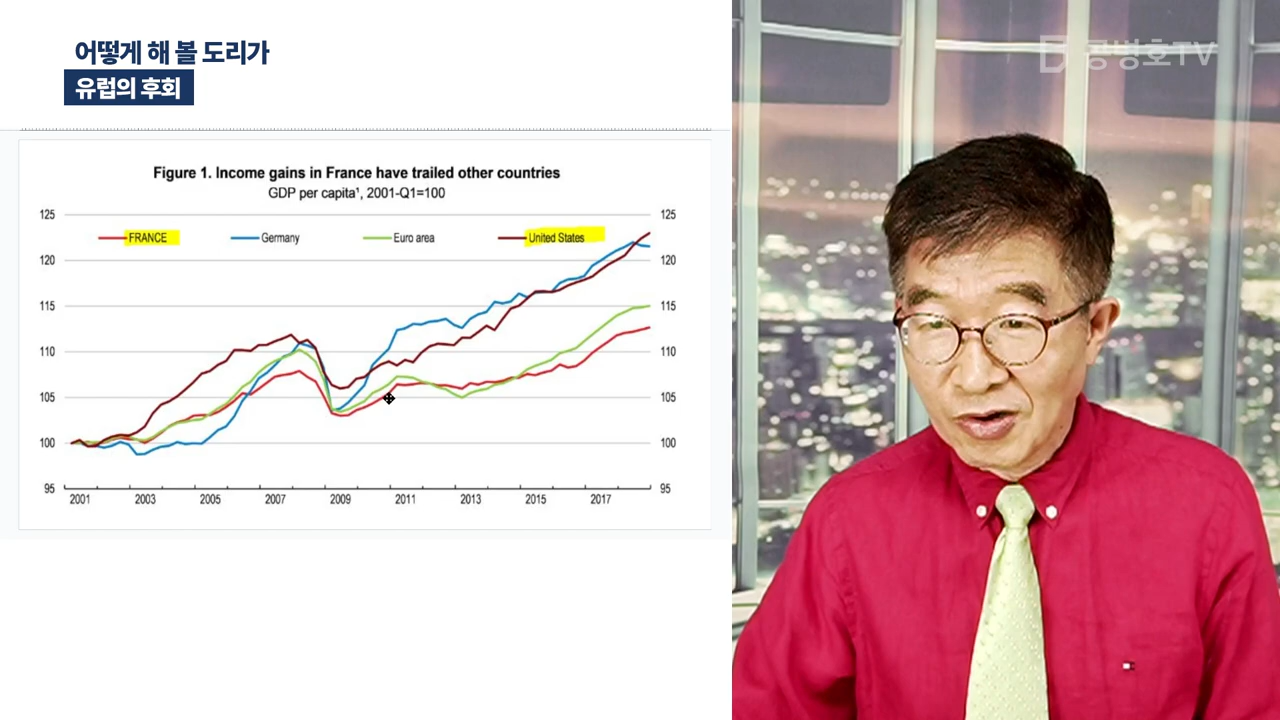 어떻게 해 볼 도리가
유럽의 후회
공병호TV
Figure 1. Income gains in France have trailed other countries
GDP per capita¹, 2001-Q1=100
125 125
FRANCE Germany Euro area United States
120 120
115 115
110 110
105 105
100 100
95 95
2001 2003 2005 2007 2009 2011 2013 2015 2017